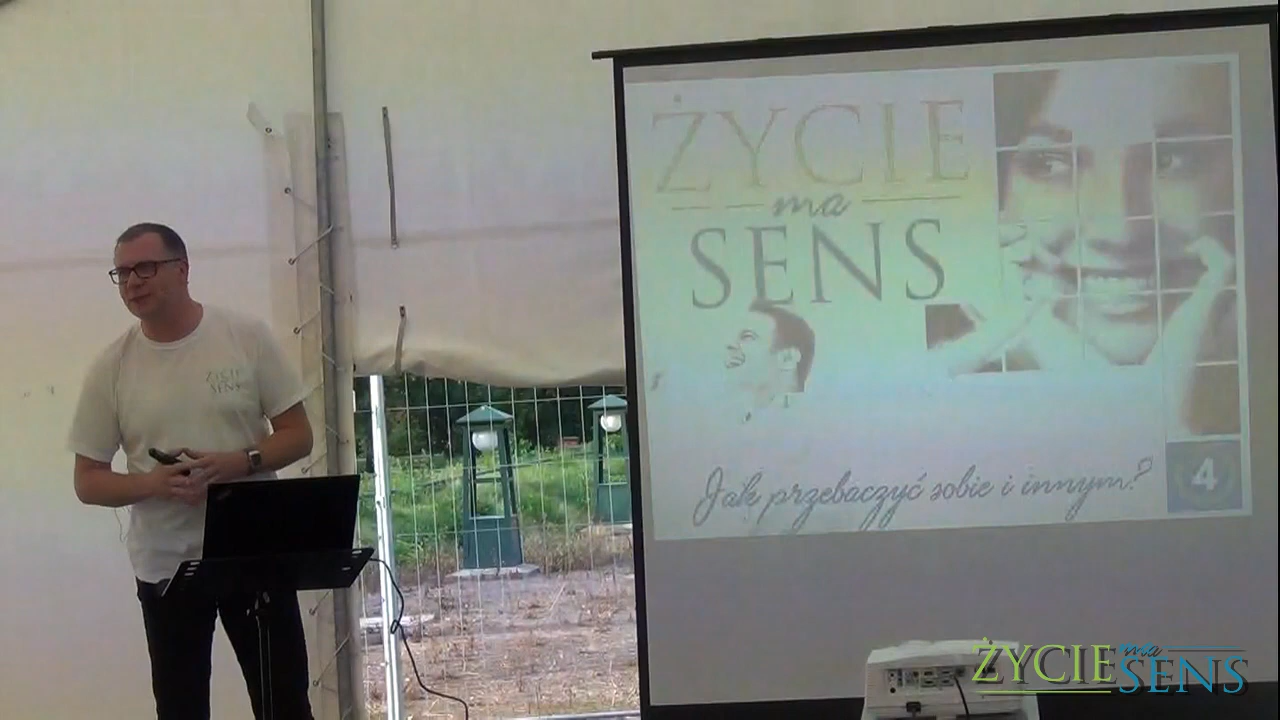 ŻYCIE
ma
SENS
Jak przebaczyć sobie i innym?
4
ŻYCIE
SENS
ŻYCIE ma SENS